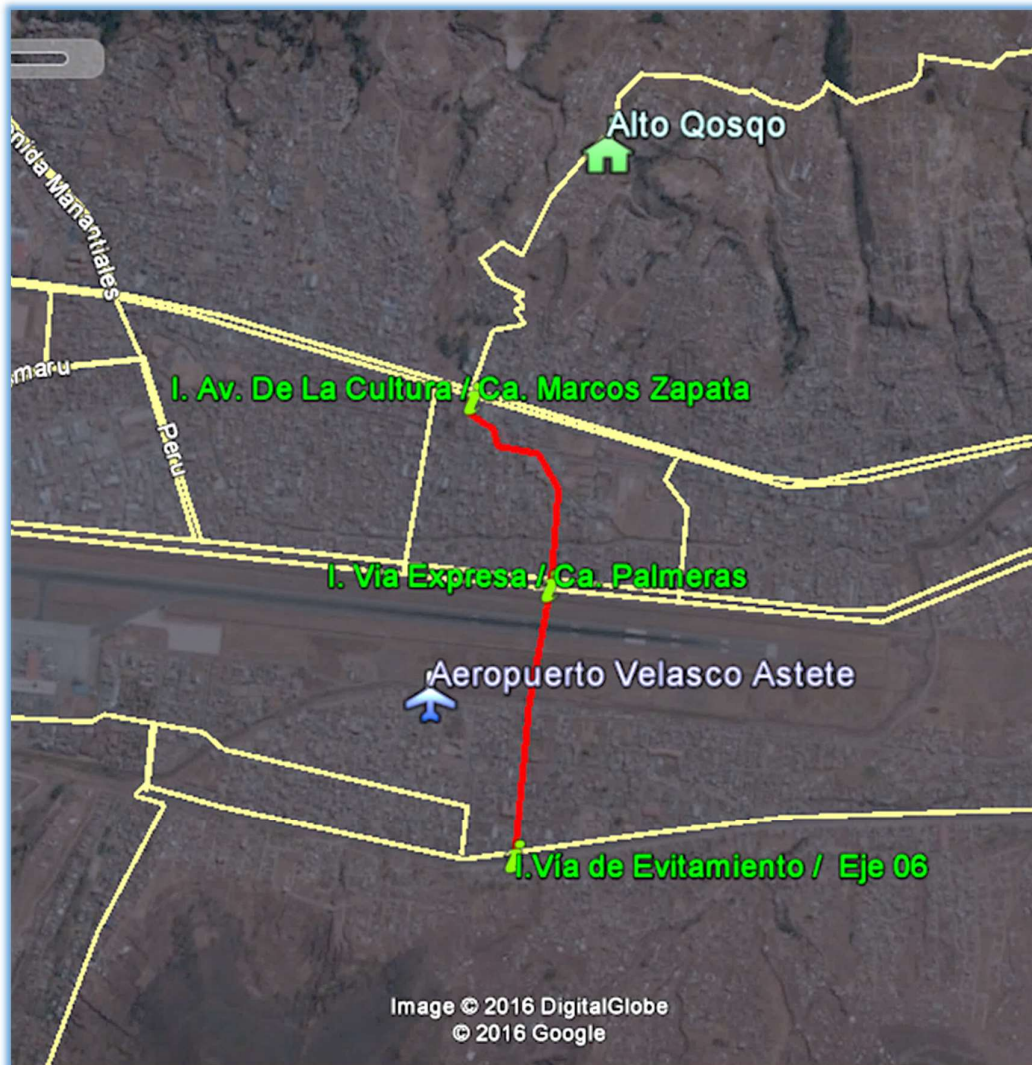 Alto Qosqo
enida Manantiales
I. Av. De La Cultura / Ca. Marcos Zapata
maru
Peru
I. Via Expresa / Ca. Palmeras
Aeropuerto Velasco Astete
I.Vía de Evitamiento / Eje 06
Image © 2016 DigitalGlobe
© 2016 Google